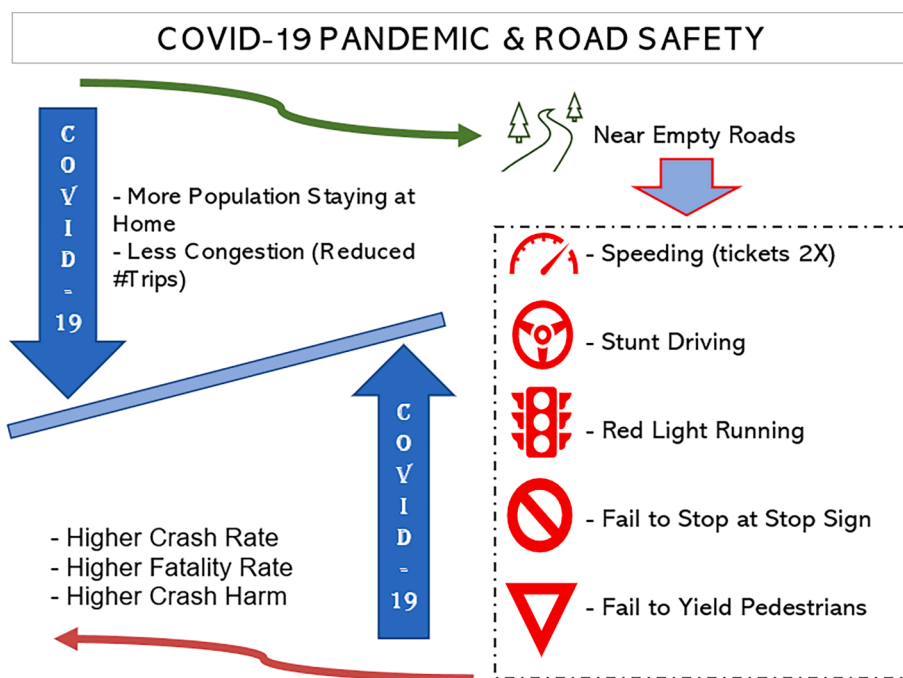 COVID-19 PANDEMIC & ROAD SAFETY
COVID-19
- More Population Staying at
Home
- Less Congestion (Reduced
#Trips)
Near Empty Roads
- Speeding (tickets 2X)
- Stunt Driving
- Red Light Running
- Fail to Stop at Stop Sign
- Fail to Yield Pedestrians
COVID-19
- Higher Crash Rate
- Higher Fatality Rate
- Higher Crash Harm